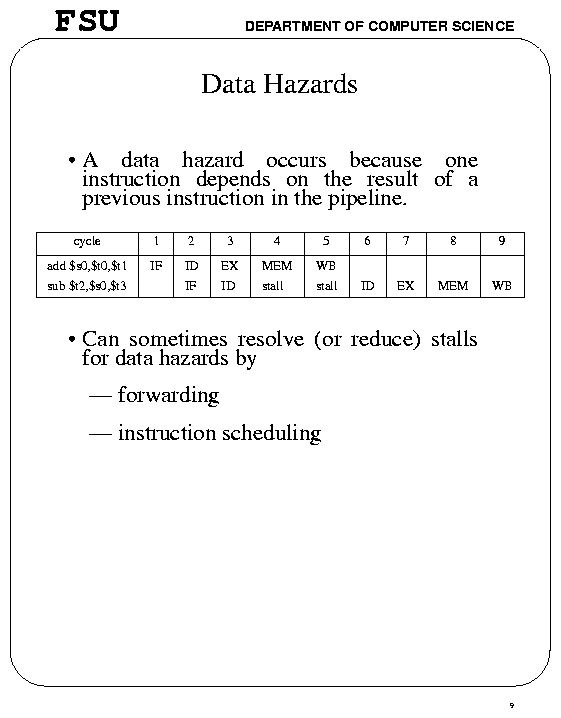 FSU DEPARTMENT OF COMPUTER SCIENCE
Data Hazards
• A data hazard occurs because one
instruction depends on the result of a
previous instruction in the pipeline.
cycle 1 2 3 4 5 6 7 8 9
add $s0,$t0,$t1 IF ID EX MEM WB
sub $t2,$s0,$t3 IF ID stall stall ID EX MEM WB
• Can sometimes resolve (or reduce) stalls
for data hazards by
— forwarding
— instruction scheduling
9